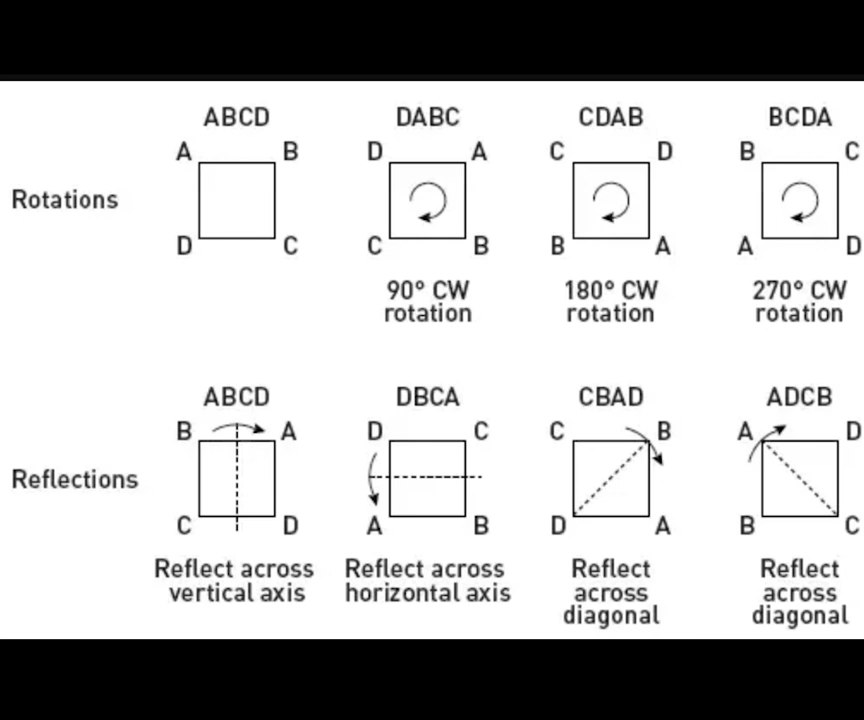 ABCD DABC CDAB BCDA
A B D A C D B C
Rotations
D C C B B A A D
90° CW rotation
180° CW rotation
270° CW rotation
ABCD DBCA CBAD ADCB
B A D C C B A D
Reflections
C D A B D A B C
Reflect across vertical axis
Reflect across horizontal axis
Reflect across diagonal
Reflect across diagonal